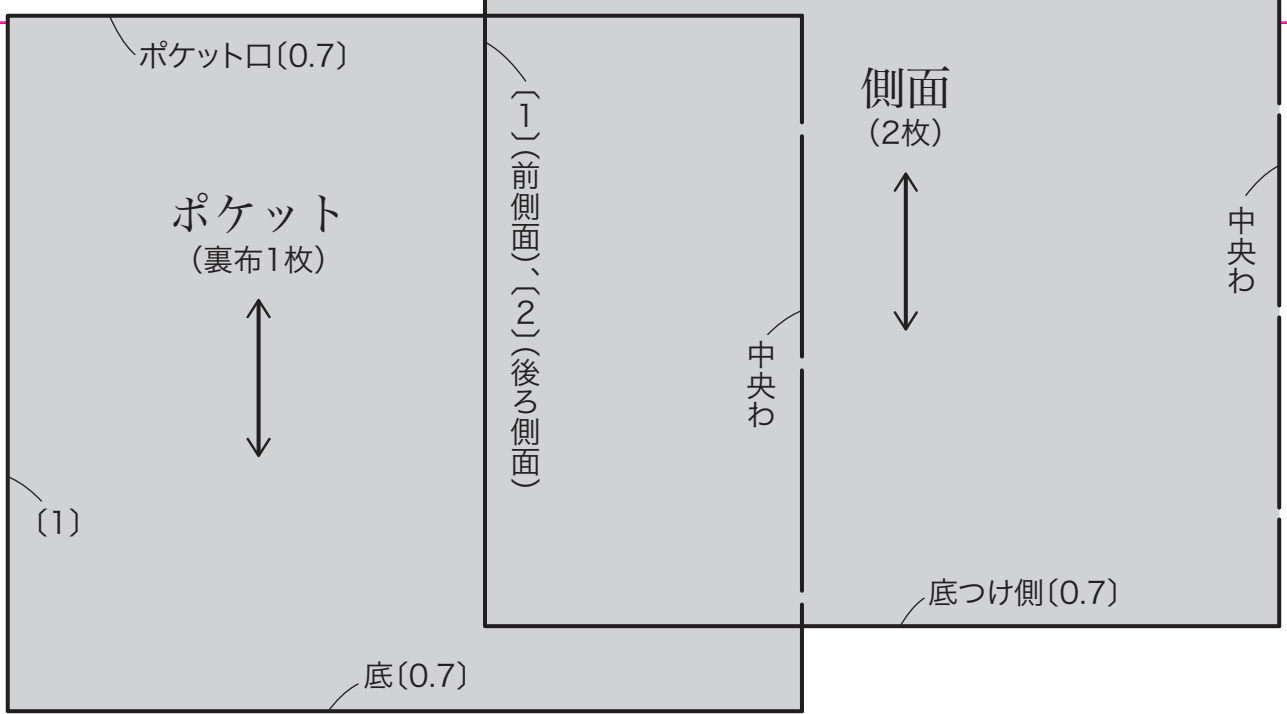 ポケット口〔0.7〕
ポケット
（裏布1枚）
〔1〕
底〔0.7〕
〔1〕（前側面）、〔2〕（後ろ側面）
中央わ
側面
（2枚）
中央わ
底つけ側〔0.7〕